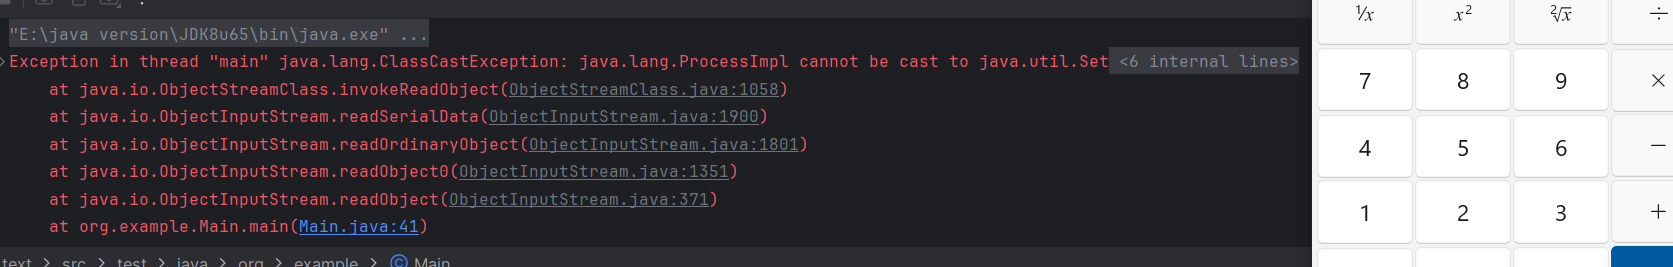 "E:\java version\JDK8u65\bin\java.exe" ...
Exception in thread "main" java.lang.ClassCastException: java.lang.ProcessImpl cannot be cast to java.util.Set <6 internal lines>
at java.io.ObjectStreamClass.invokeReadObject(ObjectStreamClass.java:1058)
at java.io.ObjectInputStream.readSerialData(ObjectInputStream.java:1900)
at java.io.ObjectInputStream.readOrdinaryObject(ObjectInputStream.java:1801)
at java.io.ObjectInputStream.readObject0(ObjectInputStream.java:1351)
at java.io.ObjectInputStream.readObject(ObjectInputStream.java:371)
at org.example.Main.main(Main.java:41)
text > src > test > java > org > example > © Main
¹/x x² ²√x ÷
7 8 9 ×
4 5 6 −
1 2 3 +